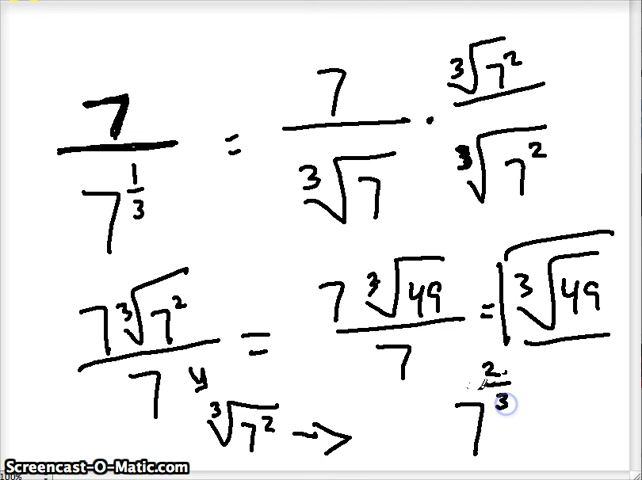 7 / 7^(1/3) = 7 / ∛7 · ∛7² / ∛7²
7∛7² / 7 = 7∛49 / 7 = ∛49
∛7² → 7^(2/3)
Screencast-O-Matic.com
100%